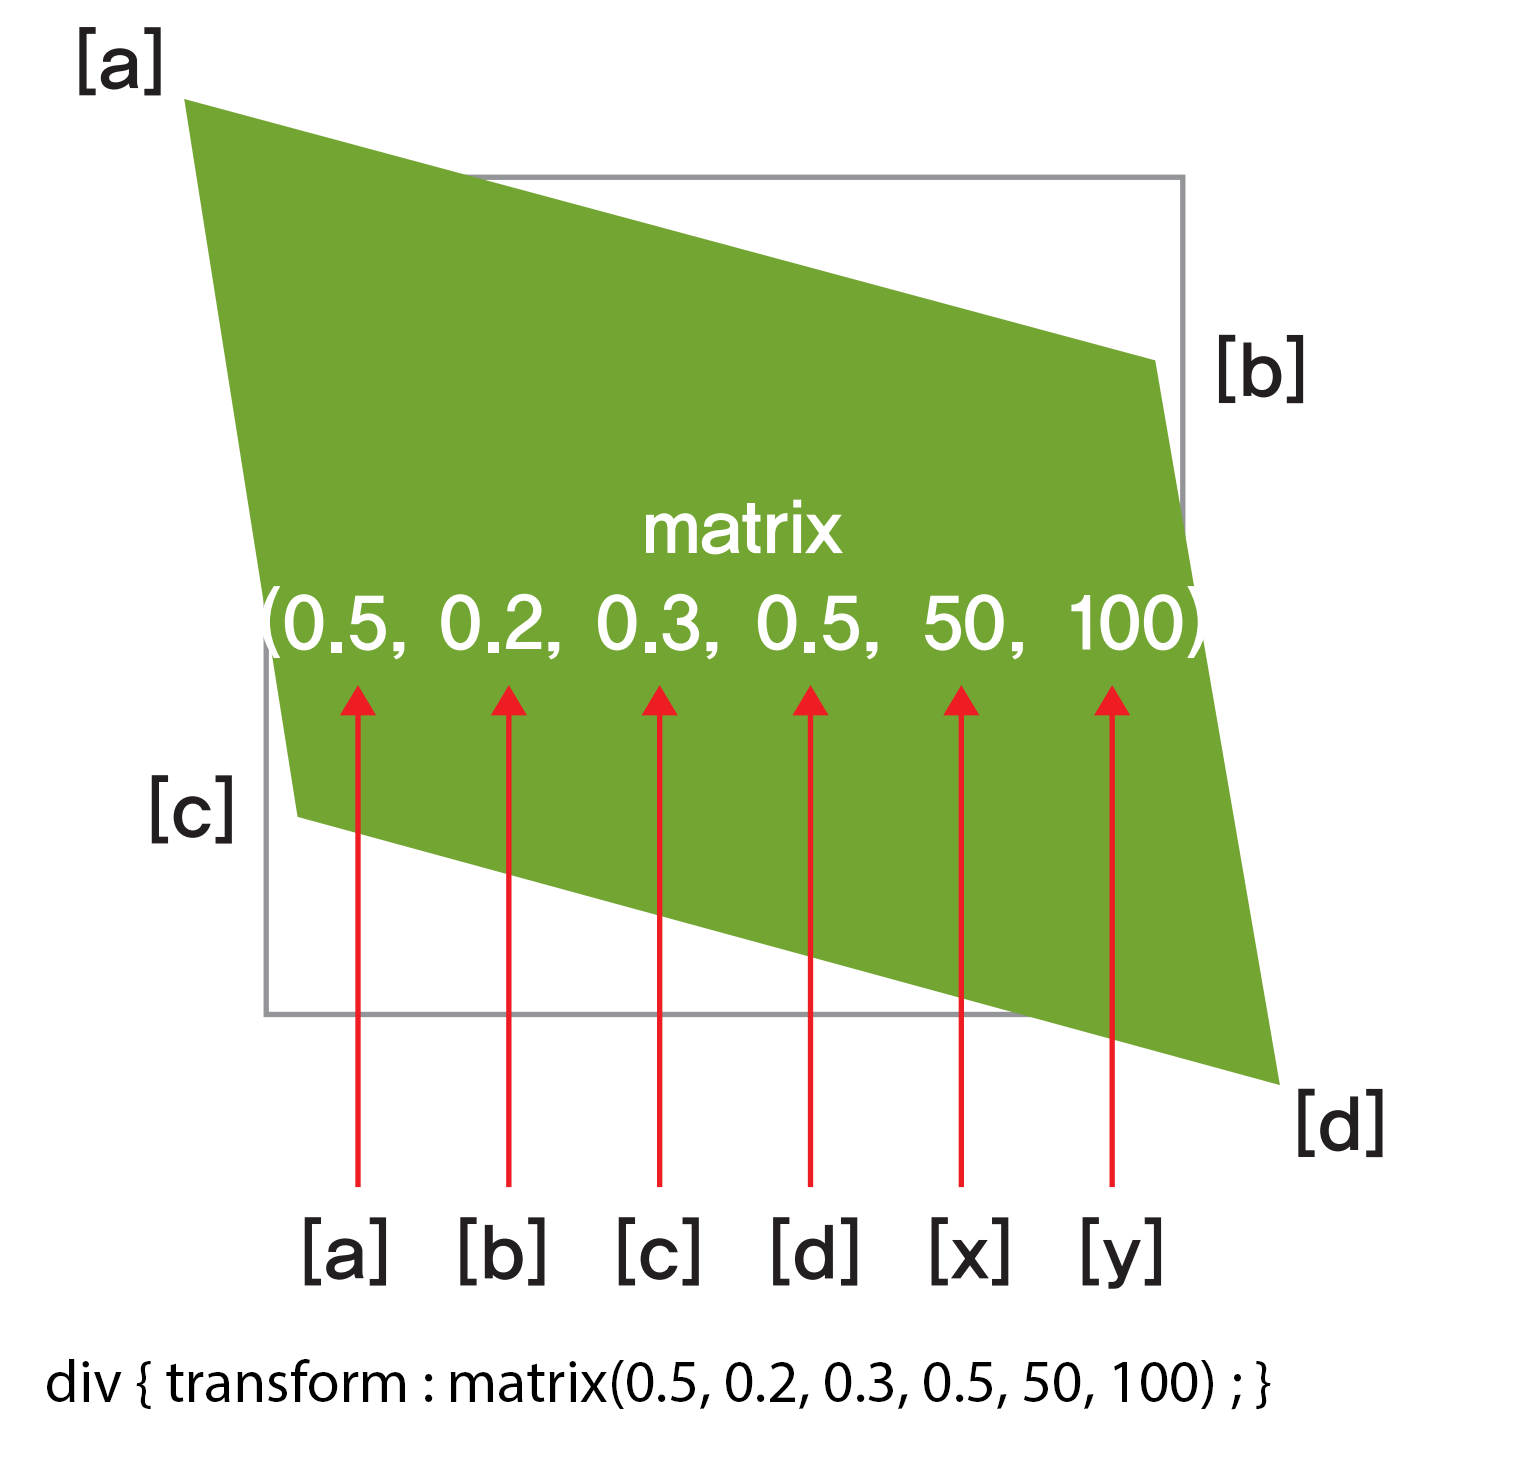 [a]
[b]
matrix
(0.5, 0.2, 0.3, 0.5, 50, 100)
[c]
[d]
[a] [b] [c] [d] [x] [y]
div { transform : matrix(0.5, 0.2, 0.3, 0.5, 50, 100) ; }